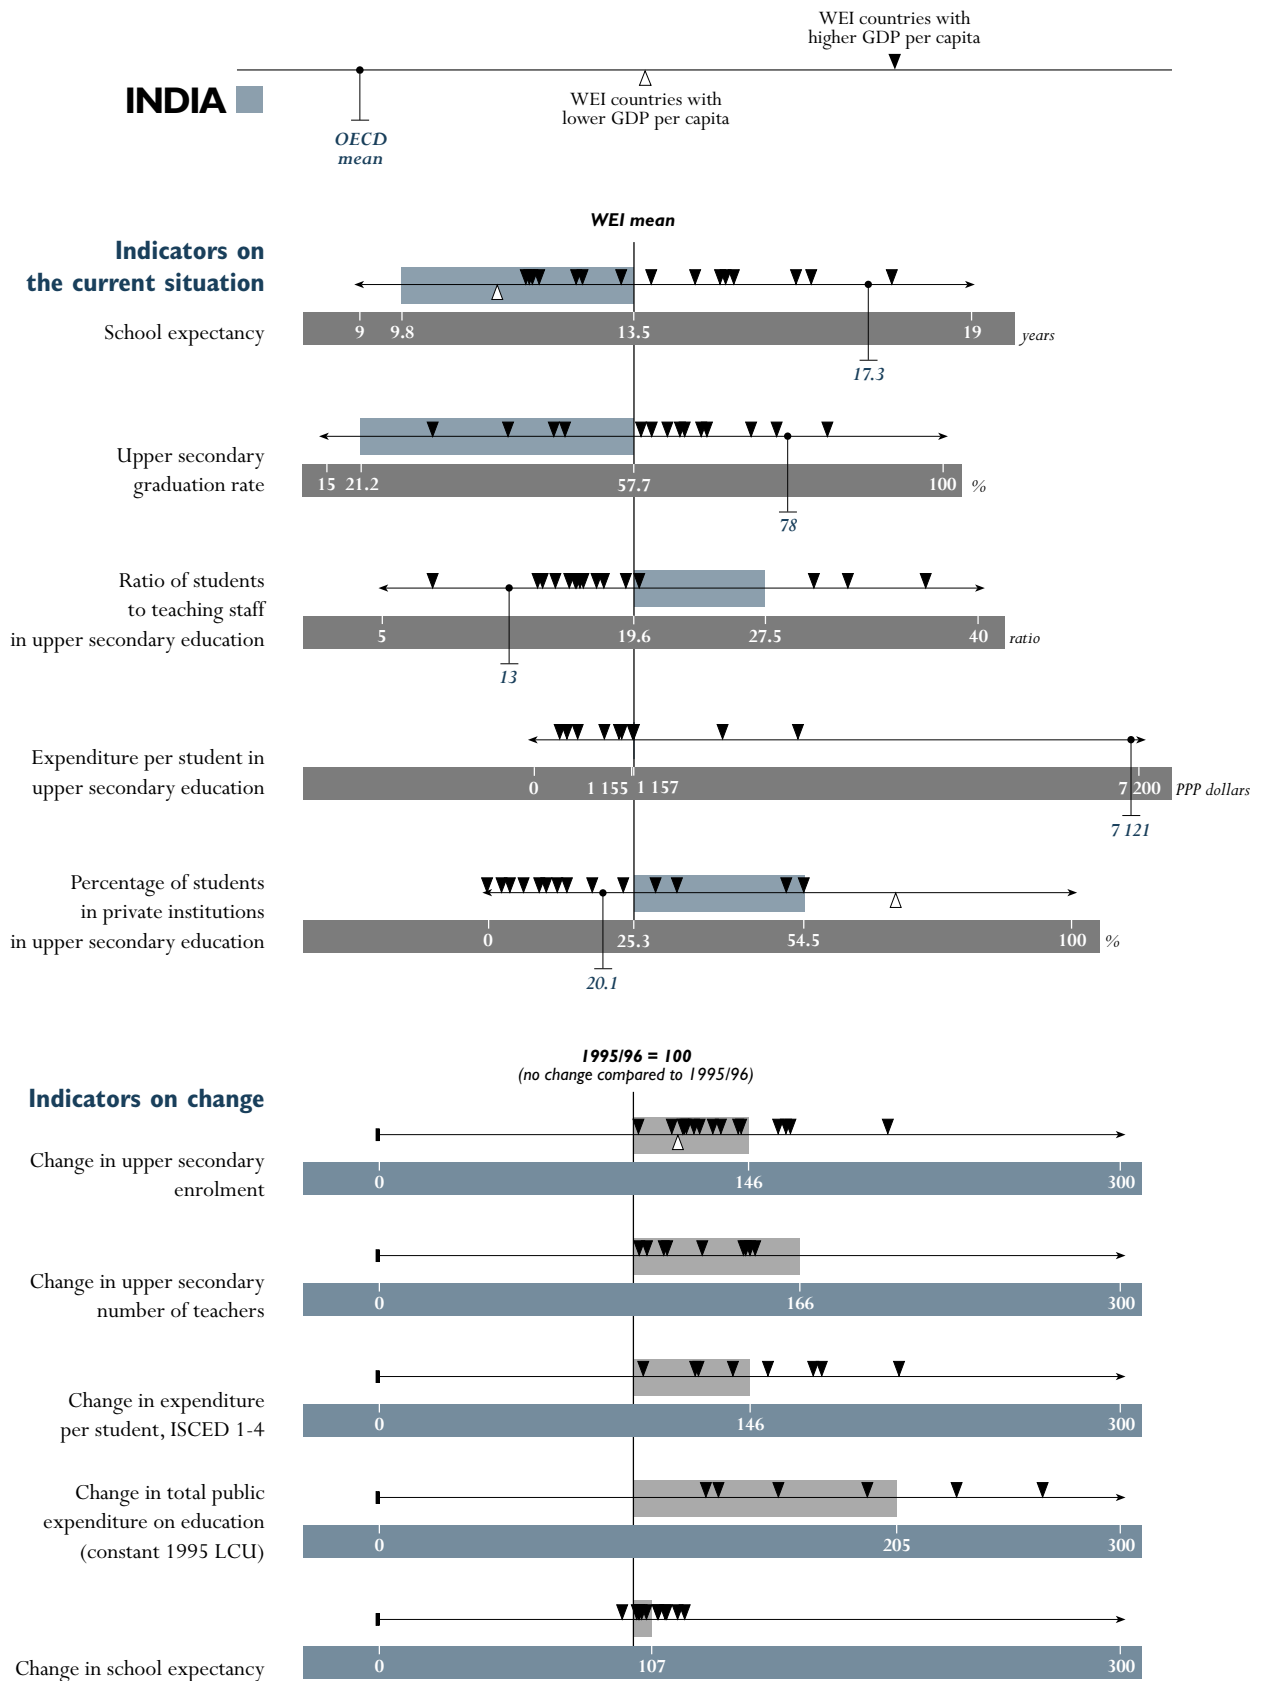 WEI countries with
higher GDP per capita
INDIA
WEI countries with
lower GDP per capita
OECD
mean
WEI mean
Indicators on
the current situation
School expectancy
9 9.8 13.5 19 years
17.3
Upper secondary
graduation rate
15 21.2 57.7 100 %
78
Ratio of students
to teaching staff
in upper secondary education
5 19.6 27.5 40 ratio
13
Expenditure per student in
upper secondary education
0 1 155 1 157 7 200 PPP dollars
7 121
Percentage of students
in private institutions
in upper secondary education
0 25.3 54.5 100 %
20.1
1995/96 = 100
(no change compared to 1995/96)
Indicators on change
Change in upper secondary
enrolment
0 146 300
Change in upper secondary
number of teachers
0 166 300
Change in expenditure
per student, ISCED 1-4
0 146 300
Change in total public
expenditure on education
(constant 1995 LCU)
0 205 300
Change in school expectancy
0 107 300